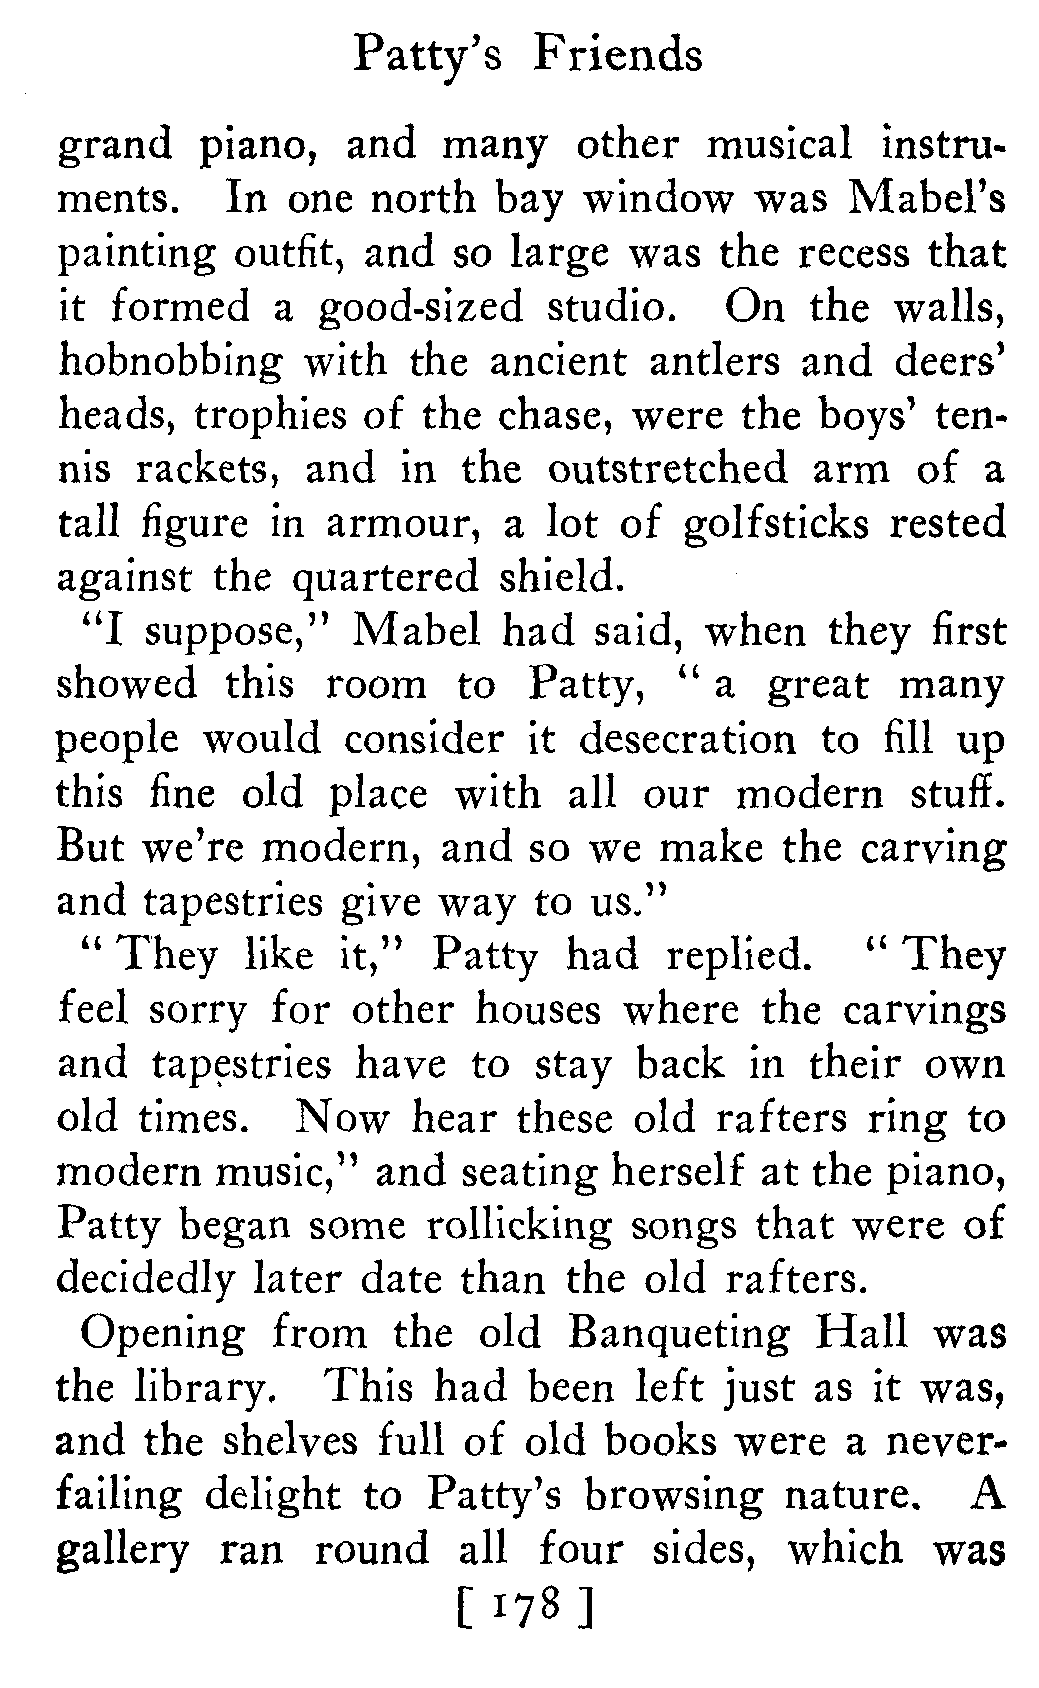 Patty's Friends
grand piano, and many other musical instru-
ments. In one north bay window was Mabel's
painting outfit, and so large was the recess that
it formed a good-sized studio. On the walls,
hobnobbing with the ancient antlers and deers'
heads, trophies of the chase, were the boys' ten-
nis rackets, and in the outstretched arm of a
tall figure in armour, a lot of golfsticks rested
against the quartered shield.
"I suppose," Mabel had said, when they first
showed this room to Patty, " a great many
people would consider it desecration to fill up
this fine old place with all our modern stuff.
But we're modern, and so we make the carving
and tapestries give way to us."
" They like it," Patty had replied. " They
feel sorry for other houses where the carvings
and tapestries have to stay back in their own
old times. Now hear these old rafters ring to
modern music," and seating herself at the piano,
Patty began some rollicking songs that were of
decidedly later date than the old rafters.
Opening from the old Banqueting Hall was
the library. This had been left just as it was,
and the shelves full of old books were a never-
failing delight to Patty's browsing nature. A
gallery ran round all four sides, which was
[ 178 ]